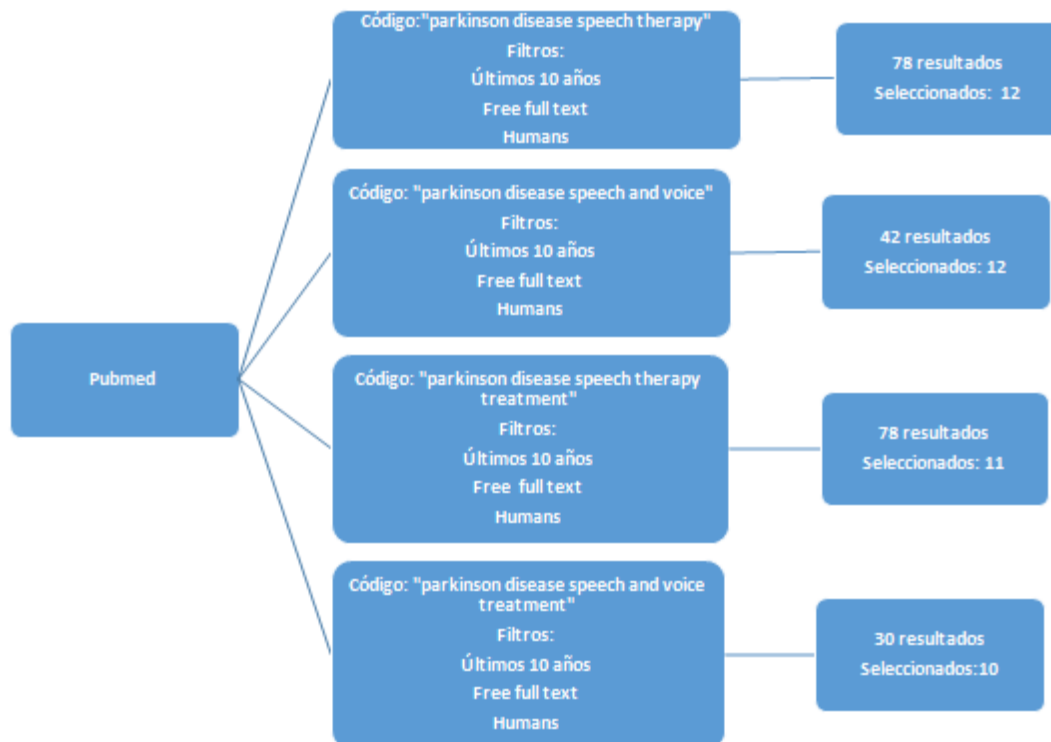 Pubmed
Código:"parkinson disease speech therapy"
Filtros:
Últimos 10 años
Free full text
Humans
78 resultados
Seleccionados: 12
Código: "parkinson disease speech and voice"
Filtros:
Últimos 10 años
Free full text
Humans
42 resultados
Seleccionados: 12
Código: "parkinson disease speech therapy
treatment"
Filtros:
Últimos 10 años
Free full text
Humans
78 resultados
Seleccionados: 11
Código: "parkinson disease speech and voice
treatment"
Filtros:
Últimos 10 años
Free full text
Humans
30 resultados
Seleccionados:10